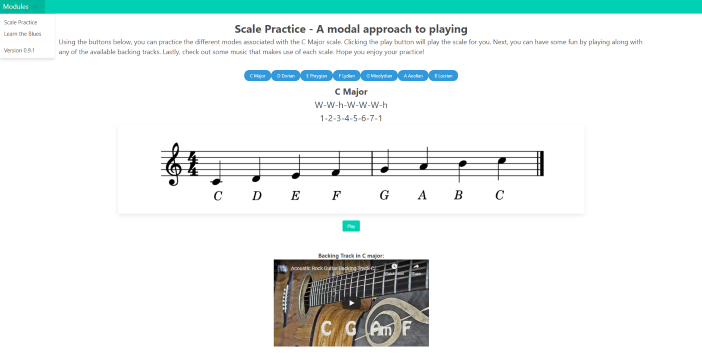 Modules
Scale Practice
Learn the Blues
Version 0.9.1
Scale Practice - A modal approach to playing
Using the buttons below, you can practice the different modes associated with the C Major scale. Clicking the play button will play the scale for you. Next, you can have some fun by playing along with
any of the available backing tracks. Lastly, check out some music that makes use of each scale. Hope you enjoy your practice!
C Major D Dorian E Phrygian F Lydian G Mixolydian A Aeolian B Locrian
C Major
W-W-h-W-W-W-h
1-2-3-4-5-6-7-1
4
4
C D E F G A B C
Play
Backing Track in C major:
Acoustic Rock Guitar Backing Track C
C G Am F